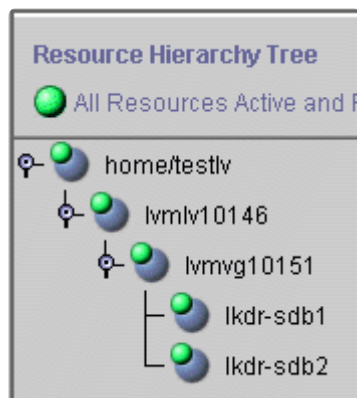 Resource Hierarchy Tree
All Resources Active and
home/testlv
lvmlv10146
lvmvg10151
lkdr-sdb1
lkdr-sdb2